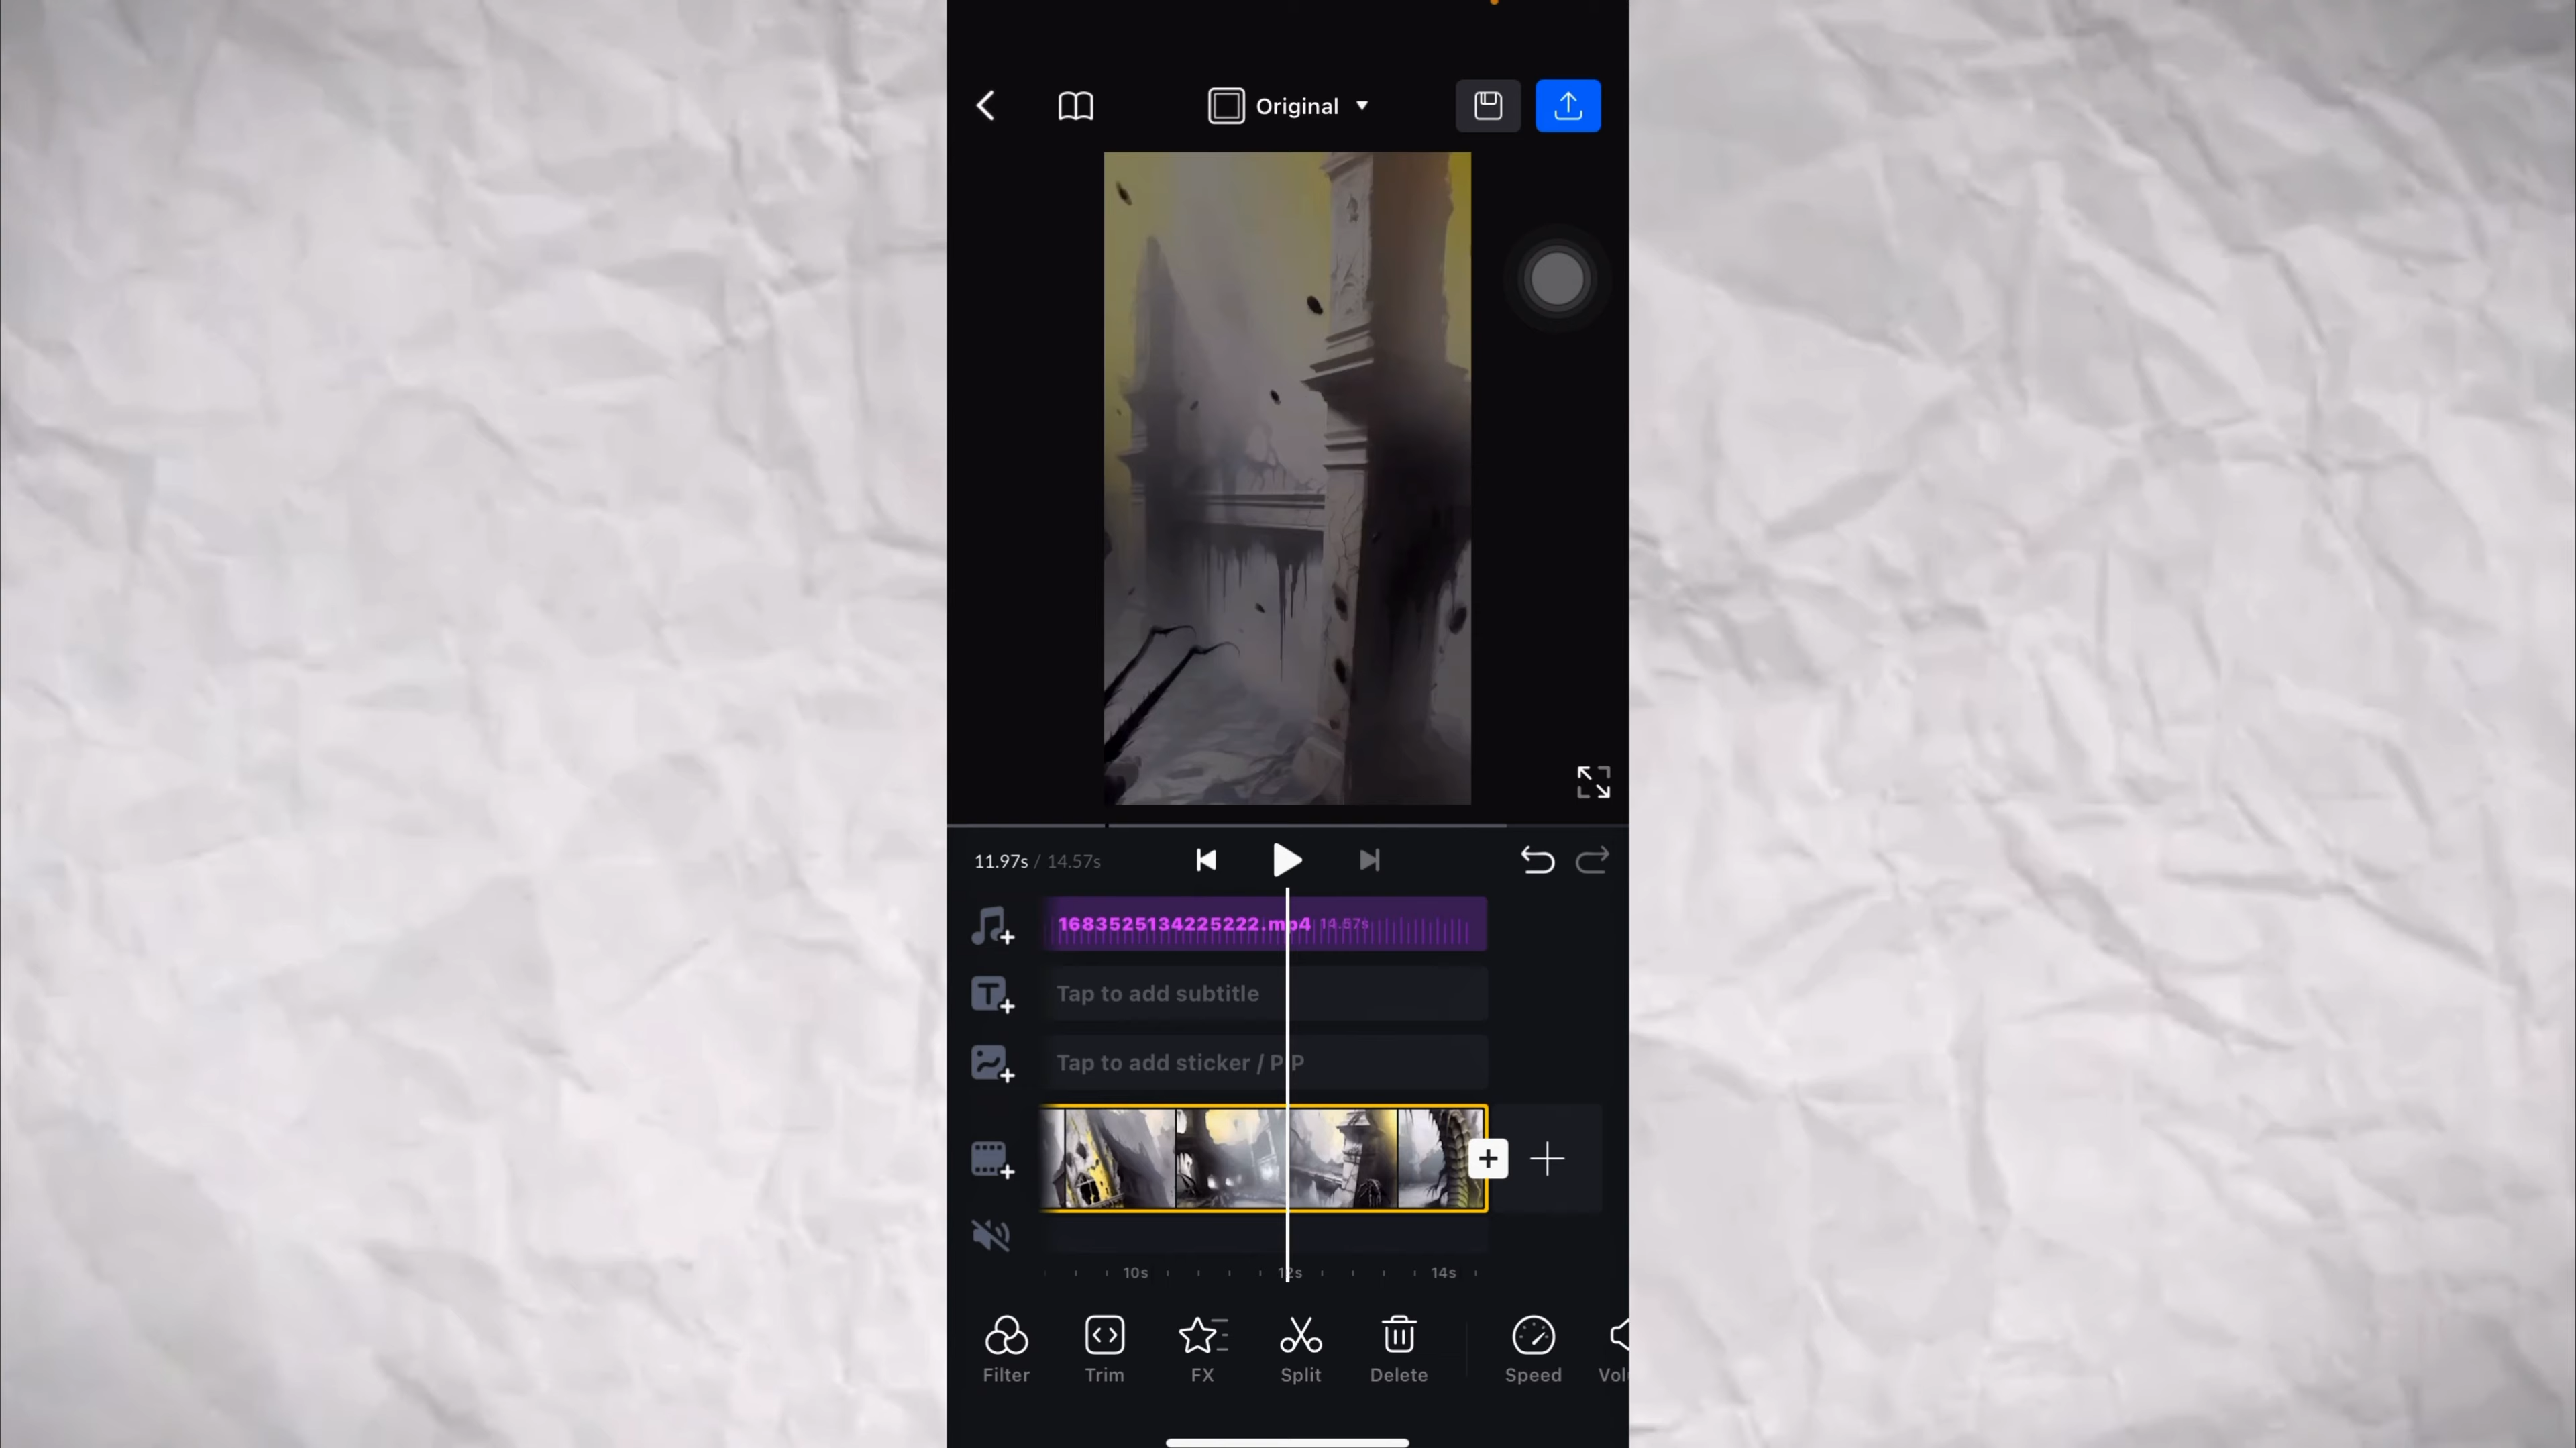 Original
11.97s / 14.57s
1683525134225222.mp4 14.57s
Tap to add subtitle
Tap to add sticker / PIP
10s 12s 14s
Filter Trim FX Split Delete Speed